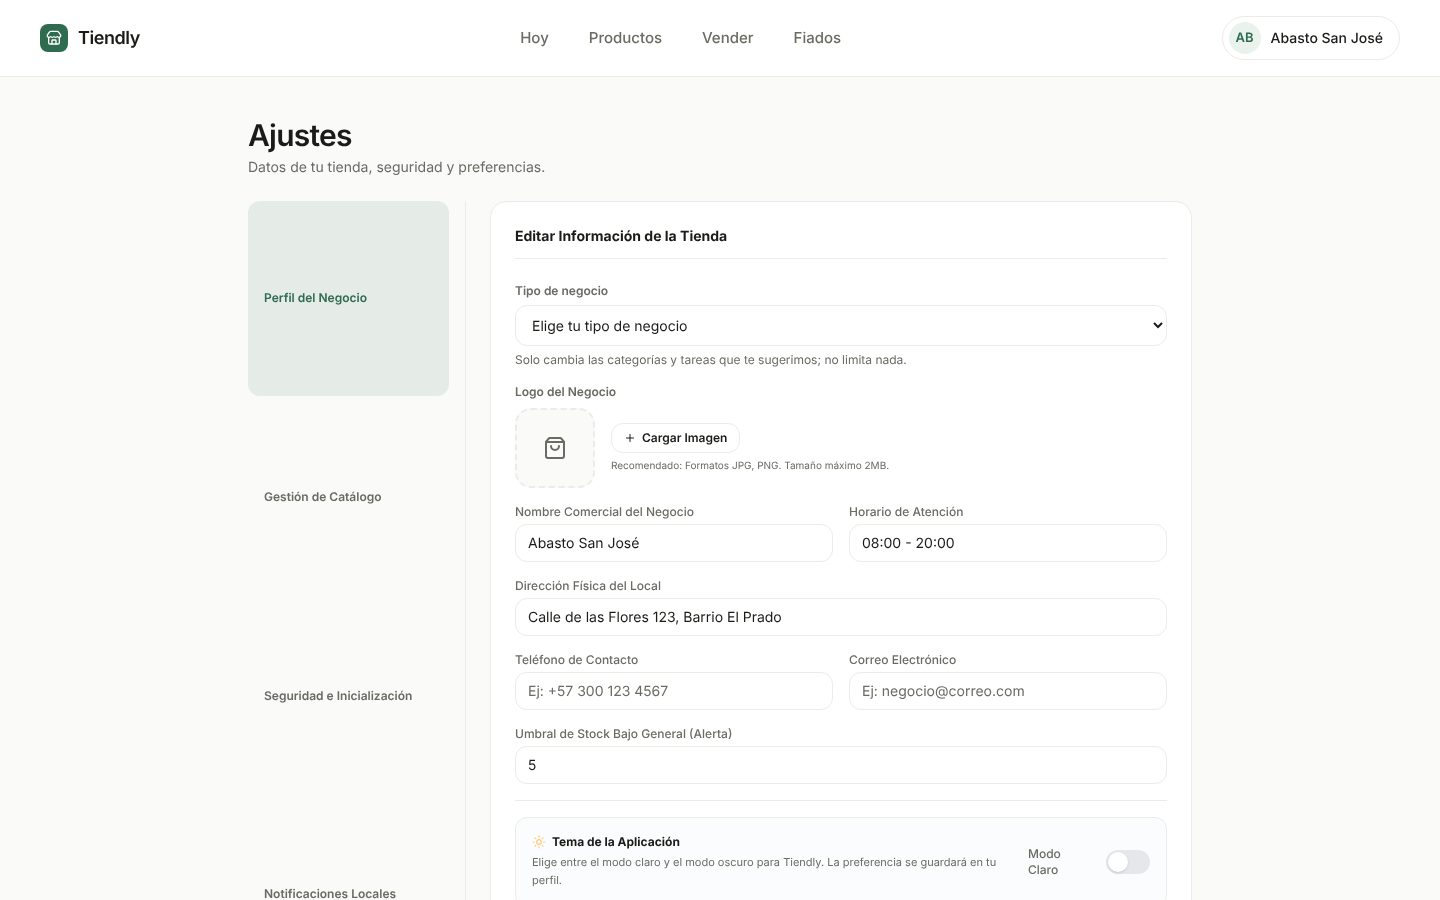 Tiendly
Hoy
Productos
Vender
Fiados
AB
Abasto San José
Ajustes
Datos de tu tienda, seguridad y preferencias.
Perfil del Negocio
Gestión de Catálogo
Seguridad e Inicialización
Notificaciones Locales
Editar Información de la Tienda
Tipo de negocio
Elige tu tipo de negocio
Solo cambia las categorías y tareas que te sugerimos; no limita nada.
Logo del Negocio
+ Cargar Imagen
Recomendado: Formatos JPG, PNG. Tamaño máximo 2MB.
Nombre Comercial del Negocio
Abasto San José
Horario de Atención
08:00 - 20:00
Dirección Física del Local
Calle de las Flores 123, Barrio El Prado
Teléfono de Contacto
Ej: +57 300 123 4567
Correo Electrónico
Ej: negocio@correo.com
Umbral de Stock Bajo General (Alerta)
5
Tema de la Aplicación
Elige entre el modo claro y el modo oscuro para Tiendly. La preferencia se guardará en tu
perfil.
Modo
Claro